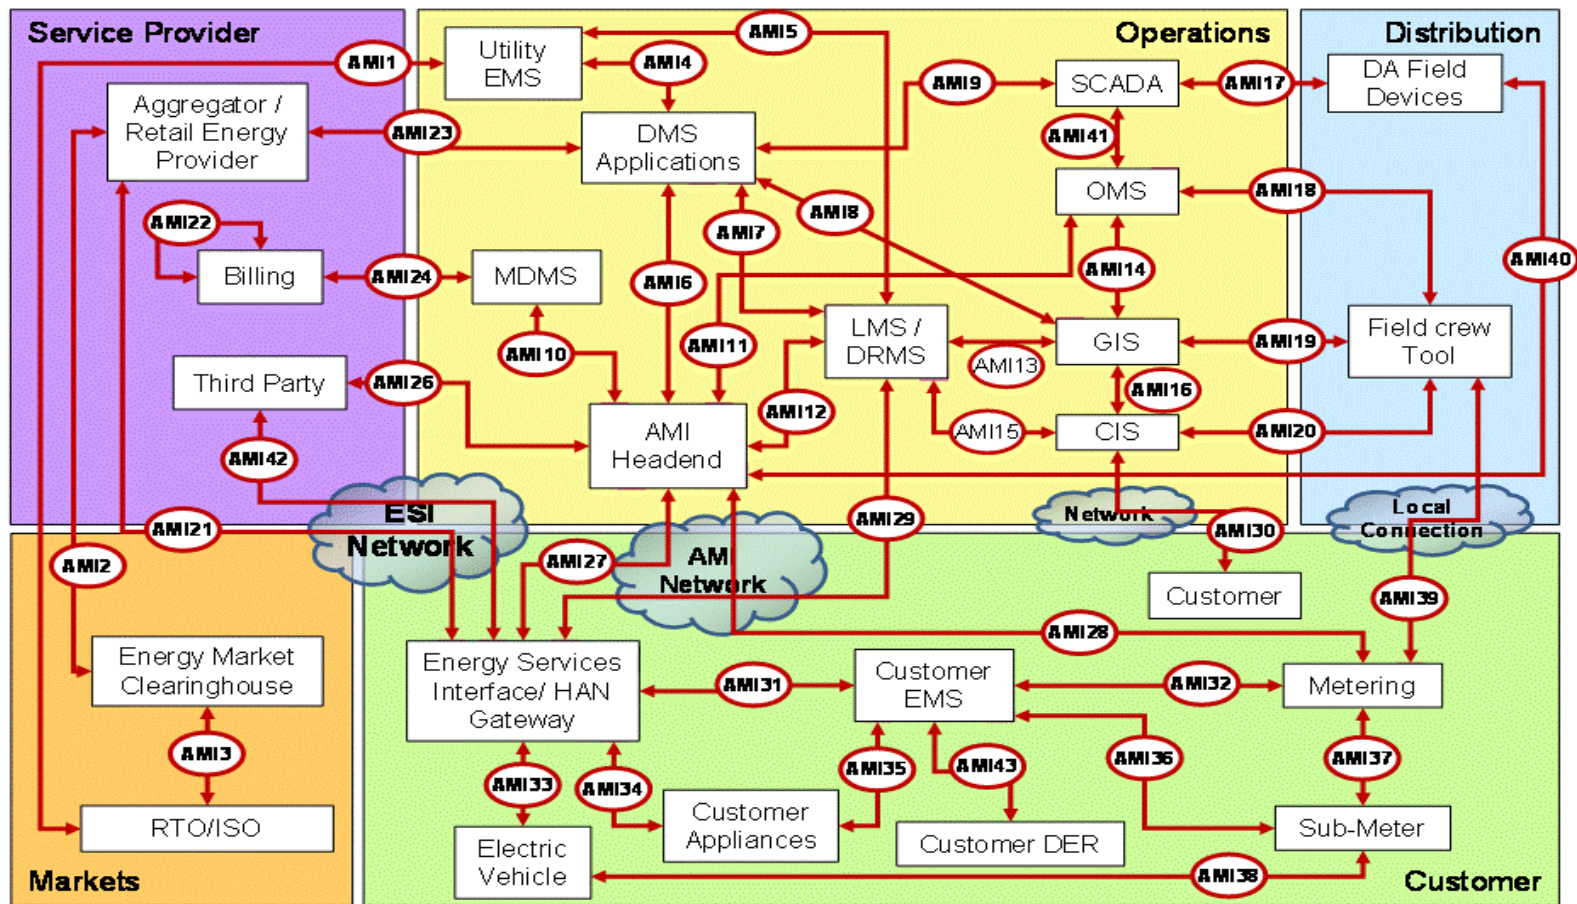 Service Provider
Operations
Distribution
AMI1
Utility
EMS
AMI5
AMI4
AMI9
SCADA
AMI17
DA Field
Devices
Aggregator /
Retail Energy
Provider
AMI23
DMS
Applications
AMI41
OMS
AMI18
AMI22
AMI8
AMI7
Billing
AMI24
MDMS
AMI6
AMI14
AMI40
AMI10
AMI11
LMS /
DRMS
AMI13
GIS
AMI19
Field crew
Tool
Third Party
AMI26
AMI12
AMI16
AMI42
AMI
Headend
AMI15
CIS
AMI20
AMI21
ESI
Network
AMI29
Network
AMI30
Local
Connection
AMI2
AMI27
AMI
Network
Customer
AMI39
AMI28
Energy Market
Clearinghouse
Energy Services
Interface/ HAN
Gateway
AMI31
Customer
EMS
AMI32
Metering
AMI3
AMI33
AMI34
AMI35
AMI43
AMI36
AMI37
RTO/ISO
Customer
Appliances
Customer DER
Sub-Meter
Electric
Vehicle
AMI38
Markets
Customer